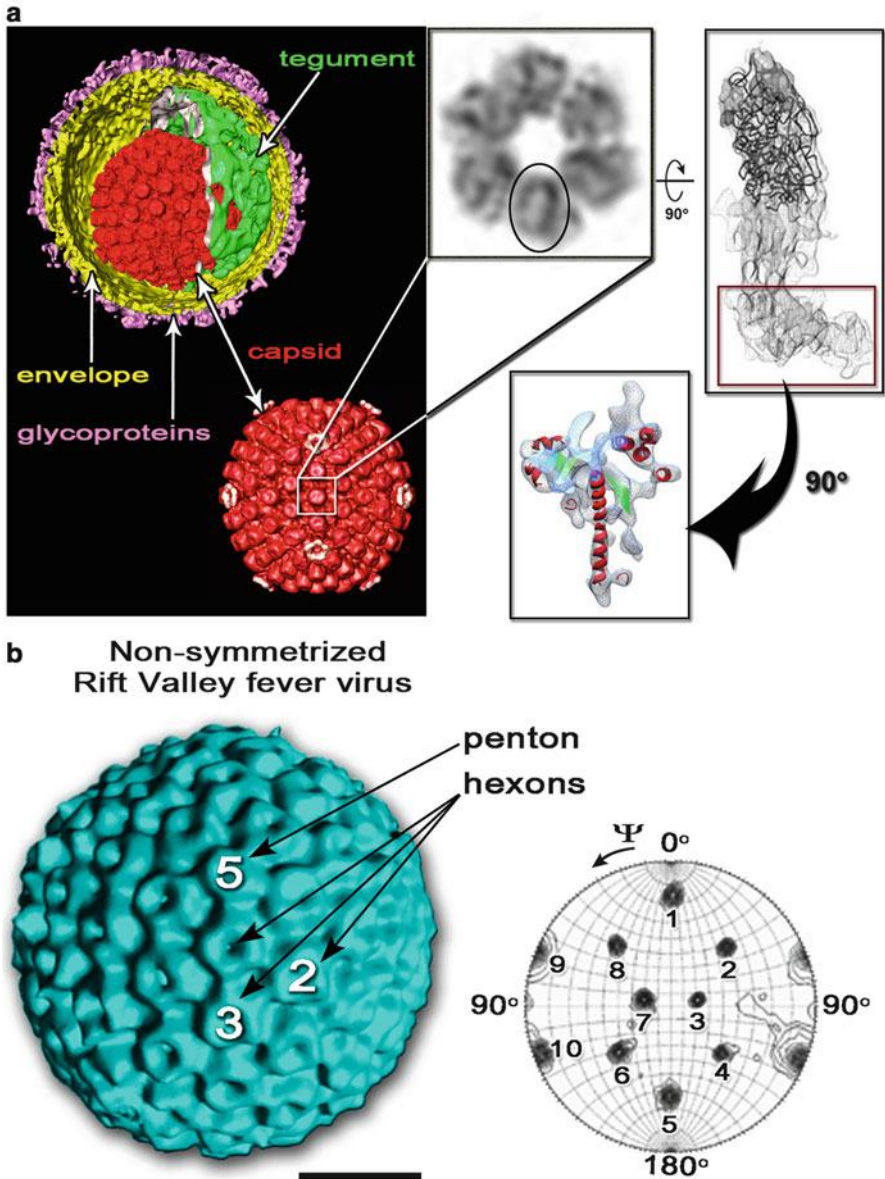 a
tegument
90°
capsid
envelope
glycoproteins
90°
b
Non-symmetrized
Rift Valley fever virus
penton
hexons
5
2
3
Ψ
0°
1
9
8
2
90°
7
3
90°
10
6
4
5
180°